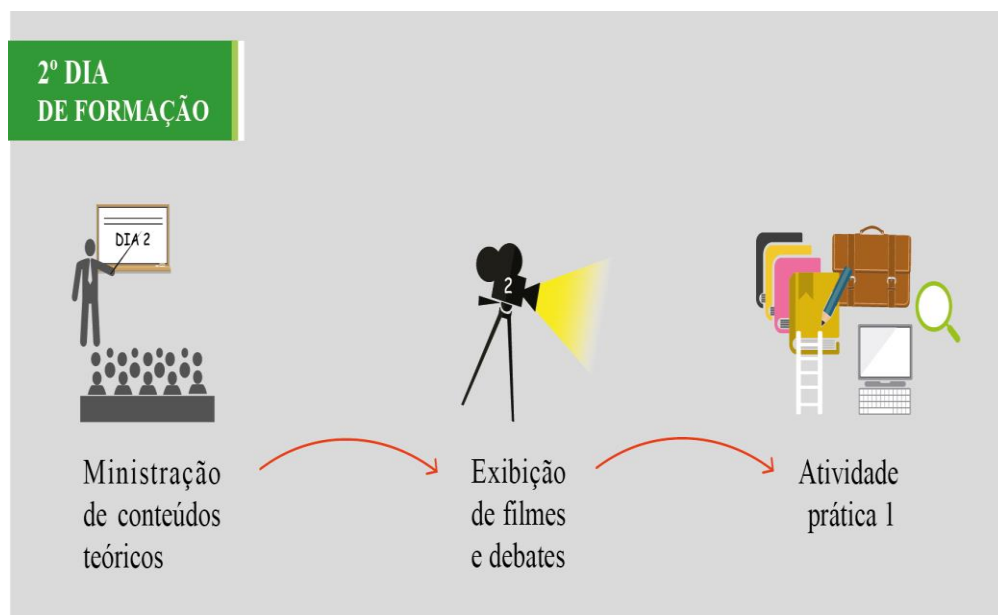 2º DIA
DE FORMAÇÃO
DIA 2
2
Ministração
de conteúdos
teóricos
Exibição
de filmes
e debates
Atividade
prática 1